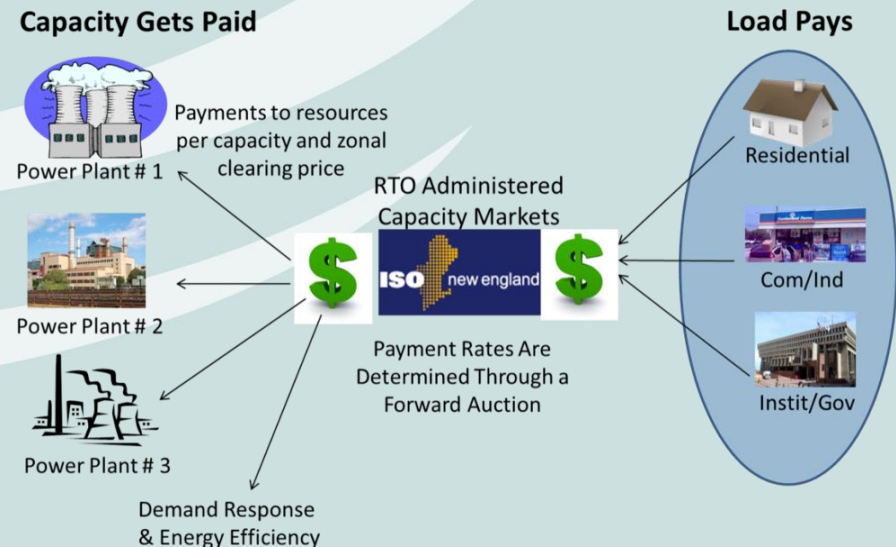 Capacity Gets Paid
Load Pays
Payments to resources
per capacity and zonal
clearing price
Power Plant # 1
Power Plant # 2
Power Plant # 3
Demand Response
& Energy Efficiency
RTO Administered
Capacity Markets
$
ISO new england
$
Payment Rates Are
Determined Through a
Forward Auction
Residential
Com/Ind
Instit/Gov